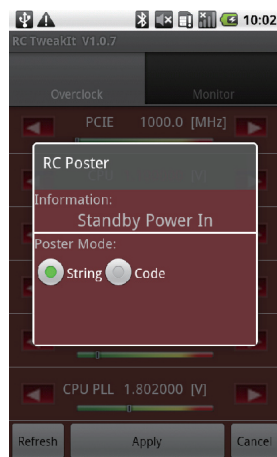 10:02
RC TweakIt V1.0.7
Overclock Monitor
PCIE 1000.0 [MHz]
RC Poster
[V]
Information:
Standby Power In
Poster Mode:
String Code
CPU PLL 1.802000 [V]
Refresh Apply Cancel